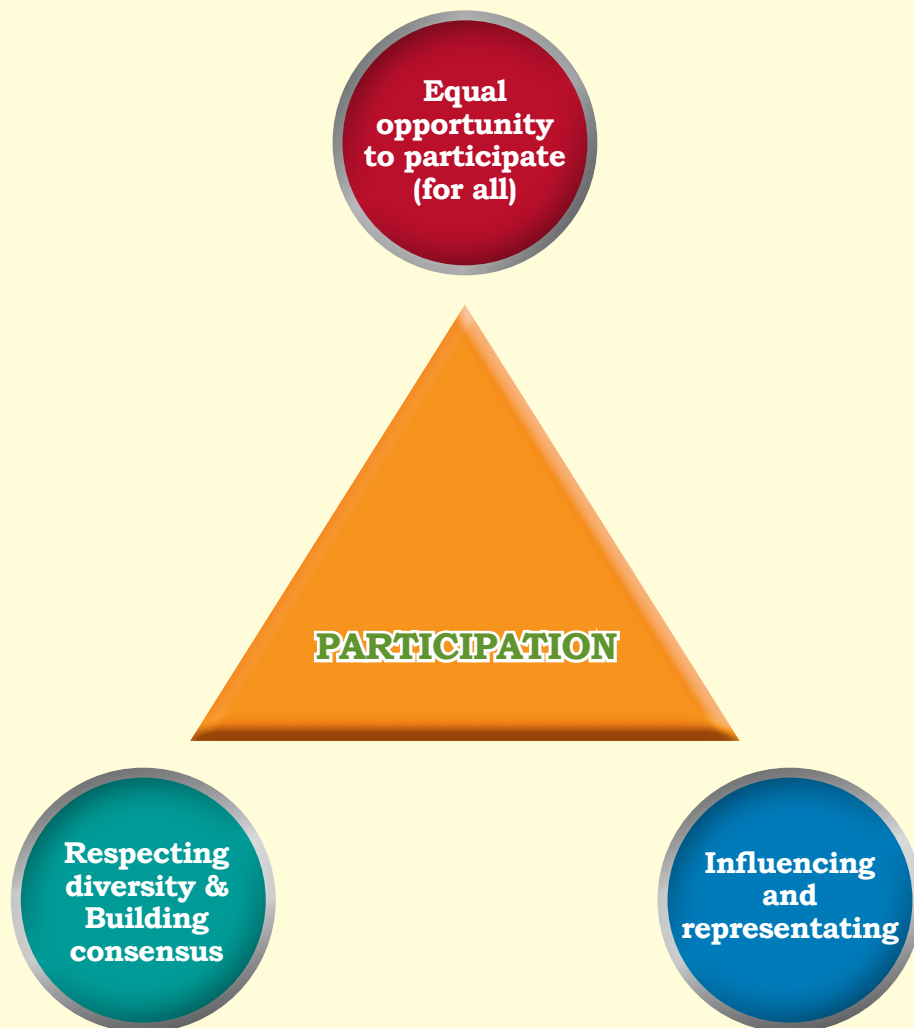 Equal
opportunity
to participate
(for all)
PARTICIPATION
Respecting
diversity &
Building
consensus
Influencing
and
representating